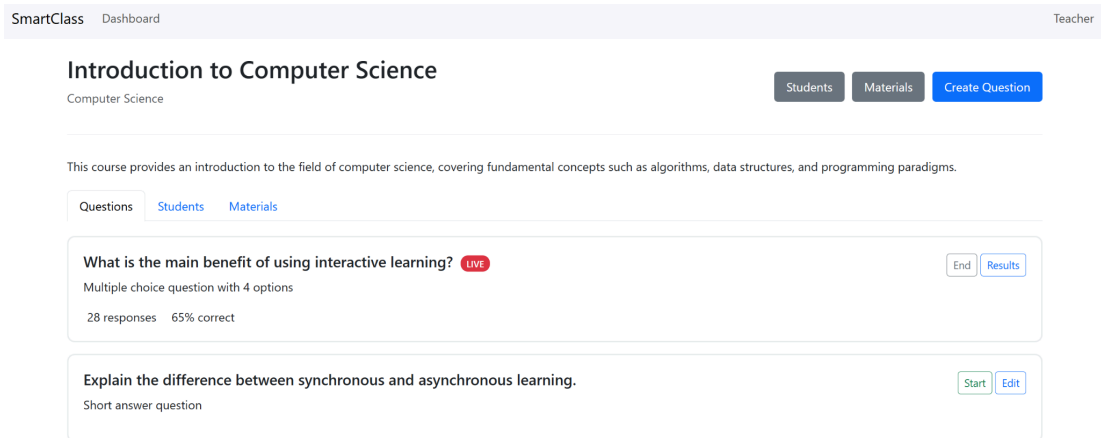 SmartClass Dashboard Teacher
Introduction to Computer Science
Computer Science
Students Materials Create Question
This course provides an introduction to the field of computer science, covering fundamental concepts such as algorithms, data structures, and programming paradigms.
Questions Students Materials
What is the main benefit of using interactive learning? LIVE
End Results
Multiple choice question with 4 options
28 responses 65% correct
Explain the difference between synchronous and asynchronous learning.
Start Edit
Short answer question